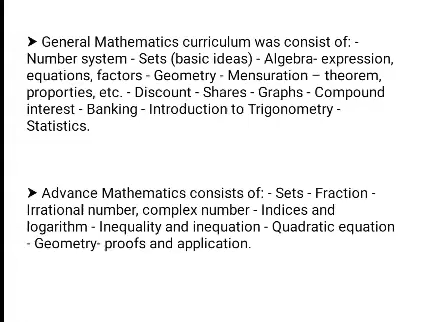 ➤ General Mathematics curriculum was consist of: -
Number system - Sets (basic ideas) - Algebra- expression,
equations, factors - Geometry - Mensuration – theorem,
proporties, etc. - Discount - Shares - Graphs - Compound
interest - Banking - Introduction to Trigonometry -
Statistics.
➤ Advance Mathematics consists of: - Sets - Fraction -
Irrational number, complex number - Indices and
logarithm - Inequality and inequation - Quadratic equation
- Geometry- proofs and application.